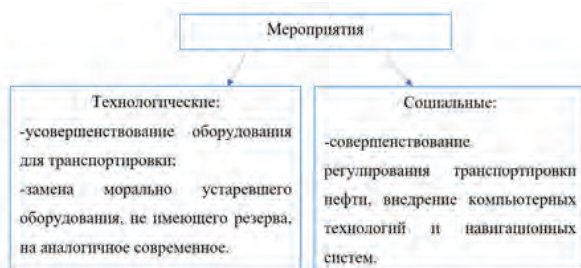 Мероприятия
Технологические:
-усовершенствование оборудования
для транспортировки;
-замена морально устаревшего
оборудования, не имеющего резерва,
на аналогичное современное.
Социальные:
-совершенствование
регулирования транспортировки
нефти, внедрение компьютерных
технологий и навигационных
систем.